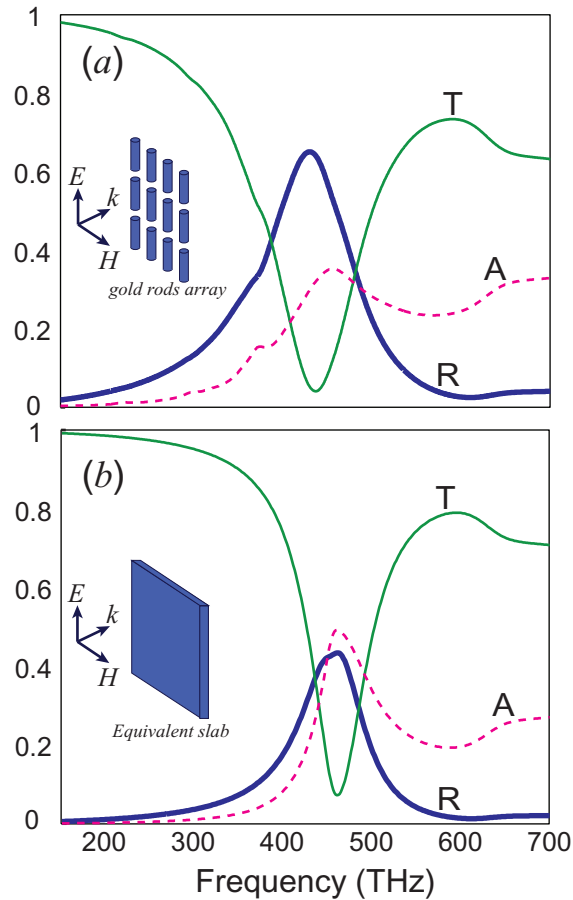 1
(a)
T
0.8
0.6
E
k
H
gold rods array
0.4
A
0.2
R
0
1
(b)
T
0.8
0.6
E
k
H
Equivalent slab
0.4
A
0.2
R
0
200 300 400 500 600 700
Frequency (THz)